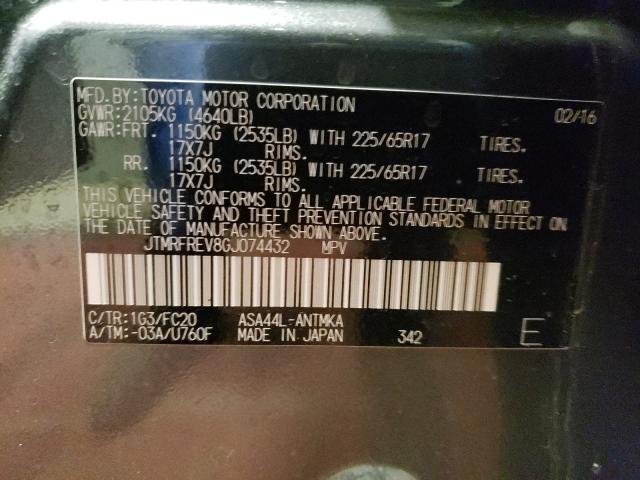 MFD.BY:TOYOTA MOTOR CORPORATION 02/16
GVWR:2105KG (4640LB)
GAWR:FRT. 1150KG (2535LB) WITH 225/65R17 TIRES.
17X7J RIMS.
RR. 1150KG (2535LB) WITH 225/65R17 TIRES.
17X7J RIMS.
THIS VEHICLE CONFORMS TO ALL APPLICABLE FEDERAL MOTOR
VEHICLE SAFETY AND THEFT PREVENTION STANDARDS IN EFFECT ON
THE DATE OF MANUFACTURE SHOWN ABOVE.
JTMRFREV8GJ074432 MPV
C/TR:1G3/FC20 ASA44L-ANTMKA
A/TM:-03A/U760F MADE IN JAPAN 342 E